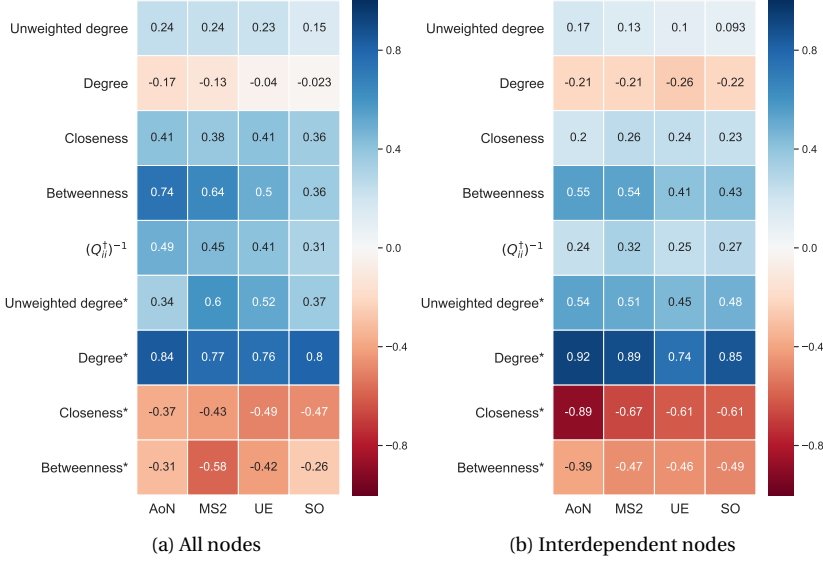 Unweighted degree 0.24 0.24 0.23 0.15
Degree -0.17 -0.13 -0.04 -0.023
Closeness 0.41 0.38 0.41 0.36
Betweenness 0.74 0.64 0.5 0.36
(Q†ii)−1 0.49 0.45 0.41 0.31
Unweighted degree* 0.34 0.6 0.52 0.37
Degree* 0.84 0.77 0.76 0.8
Closeness* -0.37 -0.43 -0.49 -0.47
Betweenness* -0.31 -0.58 -0.42 -0.26
AoN MS2 UE SO
0.8
0.4
0.0
−0.4
−0.8
(a) All nodes
Unweighted degree 0.17 0.13 0.1 0.093
Degree -0.21 -0.21 -0.26 -0.22
Closeness 0.2 0.26 0.24 0.23
Betweenness 0.55 0.54 0.41 0.43
(Q†ii)−1 0.24 0.32 0.25 0.27
Unweighted degree* 0.54 0.51 0.45 0.48
Degree* 0.92 0.89 0.74 0.85
Closeness* -0.89 -0.67 -0.61 -0.61
Betweenness* -0.39 -0.47 -0.46 -0.49
AoN MS2 UE SO
0.8
0.4
0.0
−0.4
−0.8
(b) Interdependent nodes